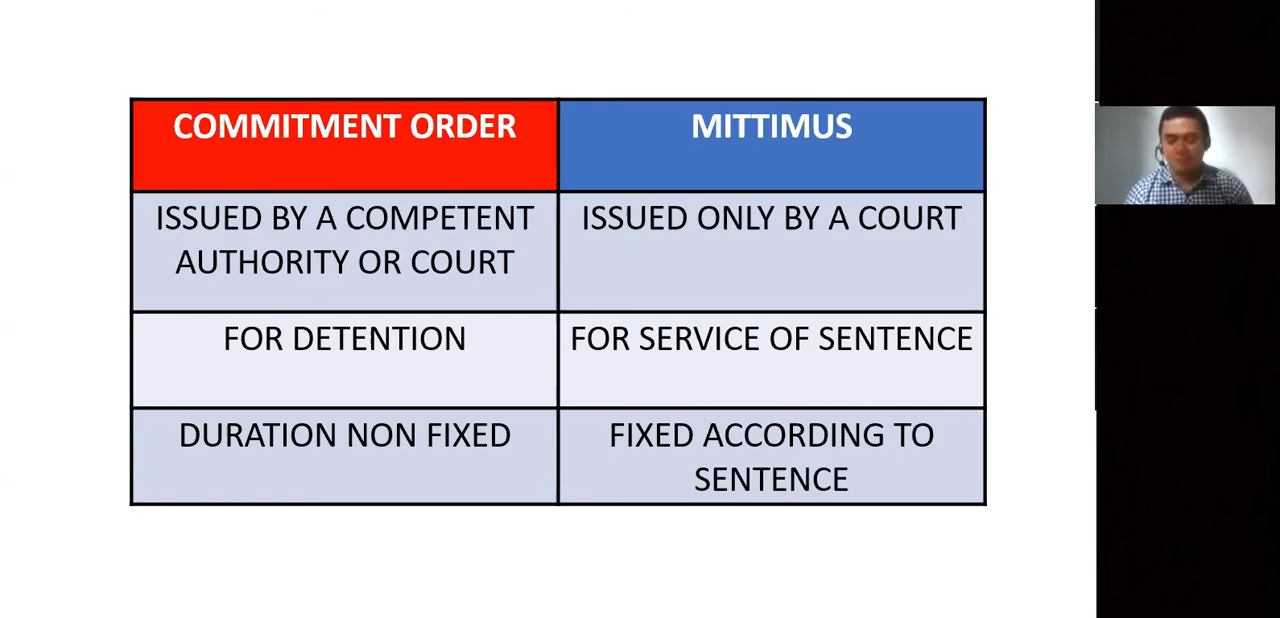 COMMITMENT ORDER
MITTIMUS
ISSUED BY A COMPETENT
AUTHORITY OR COURT
ISSUED ONLY BY A COURT
FOR DETENTION
FOR SERVICE OF SENTENCE
DURATION NON FIXED
FIXED ACCORDING TO
SENTENCE